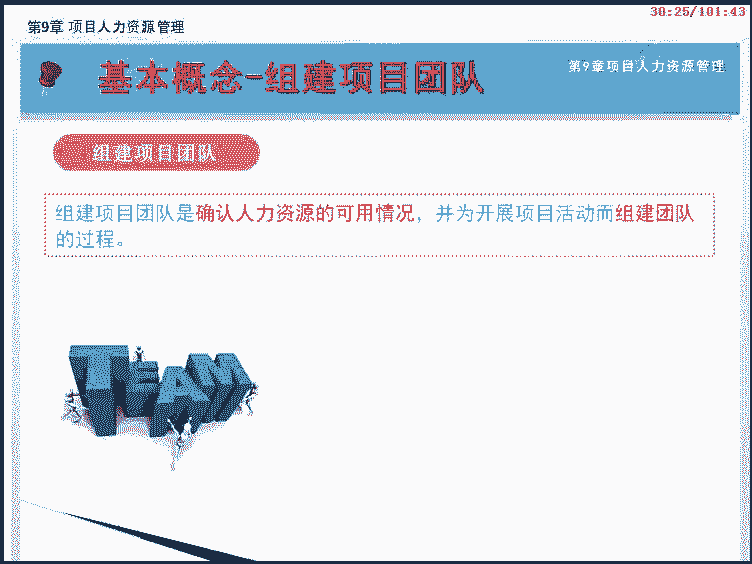 30:25/101:43
第9章 项目人力资源管理
基本概念-组建项目团队
第9章项目人力资源管理
组建项目团队
组建项目团队是确认人力资源的可用情况，并为开展项目活动而组建团队
的过程。
TEAM